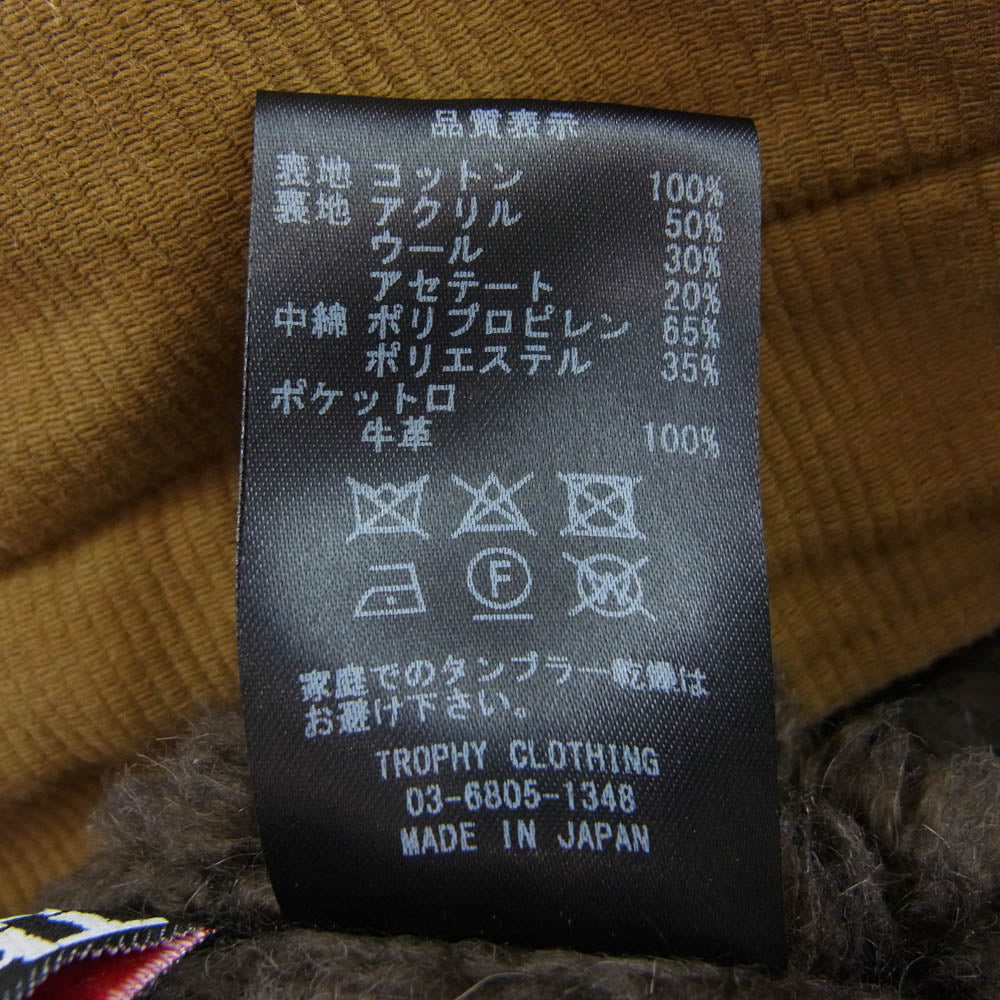 品質表示
表地 コットン 100%
裏地 アクリル 50%
ウール 30%
アセテート 20%
中綿 ポリプロピレン 65%
ポリエステル 35%
ポケット口
牛革 100%
F
W
家庭でのタンブラー乾燥は
お避け下さい。
TROPHY CLOTHING
03-6805-1348
MADE IN JAPAN